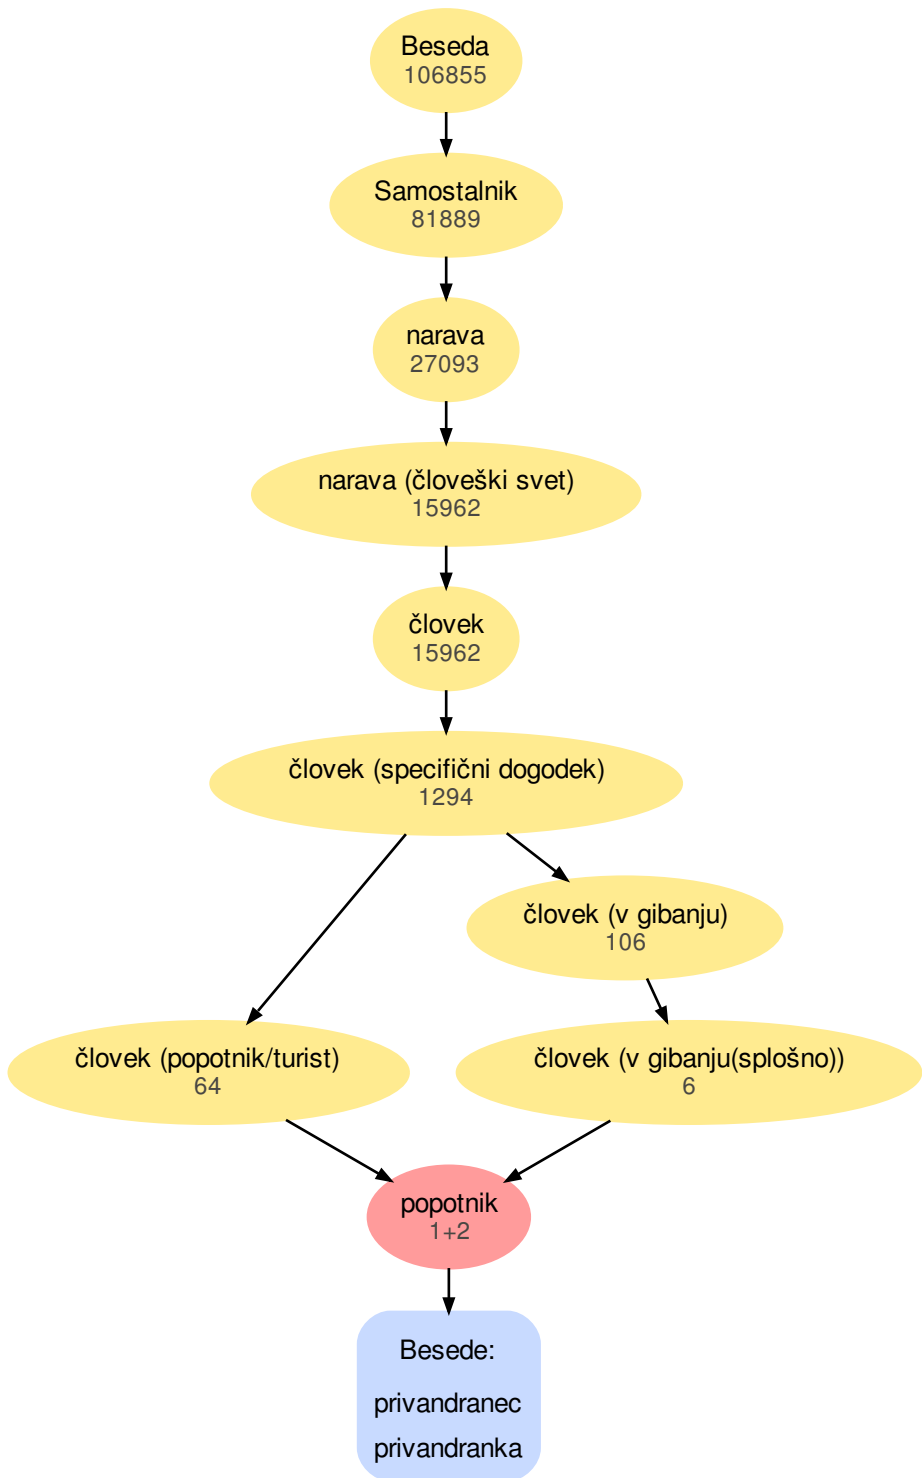 Beseda
106855
Samostalnik
81889
narava
27093
narava (človeški svet)
15962
človek
15962
človek (specifični dogodek)
1294
človek (v gibanju)
106
človek (popotnik/turist)
64
človek (v gibanju(splošno))
6
popotnik
1+2
Besede:
privandranec
privandranka